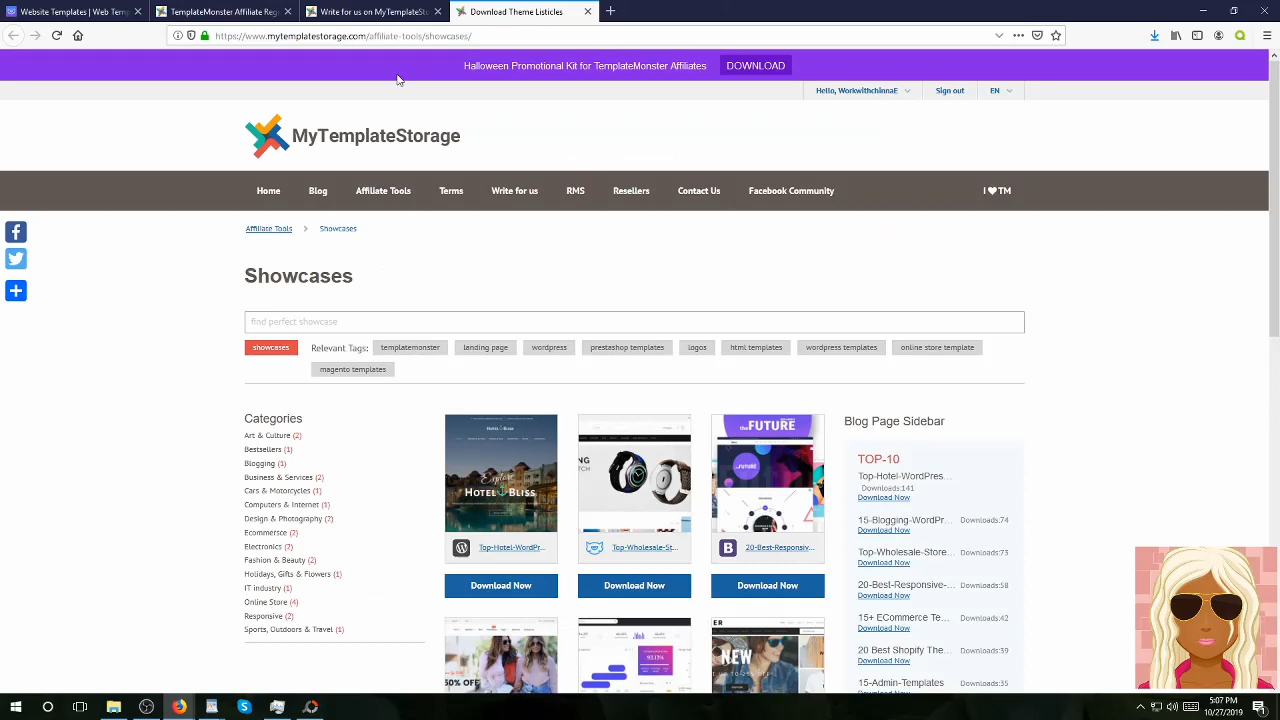 Website Templates | Web Temp
TemplateMonster Affiliate Reg
Write for us on MyTemplateSto
Download Theme Listicles
https://www.mytemplatestorage.com/affiliate-tools/showcases/
Halloween Promotional Kit for TemplateMonster Affiliates
DOWNLOAD
Hello, WorkwithchinnaE
Sign out
EN
MyTemplateStorage
Home
Blog
Affiliate Tools
Terms
Write for us
RMS
Resellers
Contact Us
Facebook Community
I ❤ TM
Affiliate Tools
Showcases
Showcases
find perfect showcase
showcases
Relevant Tags:
templatemonster
landing page
wordpress
prestashop templates
logos
html templates
wordpress templates
online store template
magento templates
Categories
Art & Culture (2)
Bestsellers (1)
Blogging (1)
Business & Services (2)
Cars & Motorcycles (1)
Computers & Internet (1)
Design & Photography (2)
Ecommerce (2)
Electronics (2)
Fashion & Beauty (2)
Holidays, Gifts & Flowers (1)
IT industry (1)
Online Store (4)
Responsive (2)
Sports, Outdoors & Travel (1)
Explore
HOTEL BLISS
Top-Hotel-WordPr...
Download Now
Top-Wholesale-St...
Download Now
theFUTURE
FUTURE
B
20-Best-Responsiv...
Download Now
50% OFF
93.13%
ER
NEW
Blog Page Sidebar
TOP-10
Top-Hotel-WordPres...
Downloads:141
Download Now
15-Blogging-WordPr...
Downloads:74
Download Now
Top-Wholesale-Store...
Downloads:73
Download Now
20-Best-Responsive-...
Downloads:58
Download Now
15+ ECommerce Te...
Downloads:42
Download Now
20 Best Shopify The...
Downloads:39
Download Now
15-Admin-Templates
Downloads:35
5:07 PM
10/27/2019